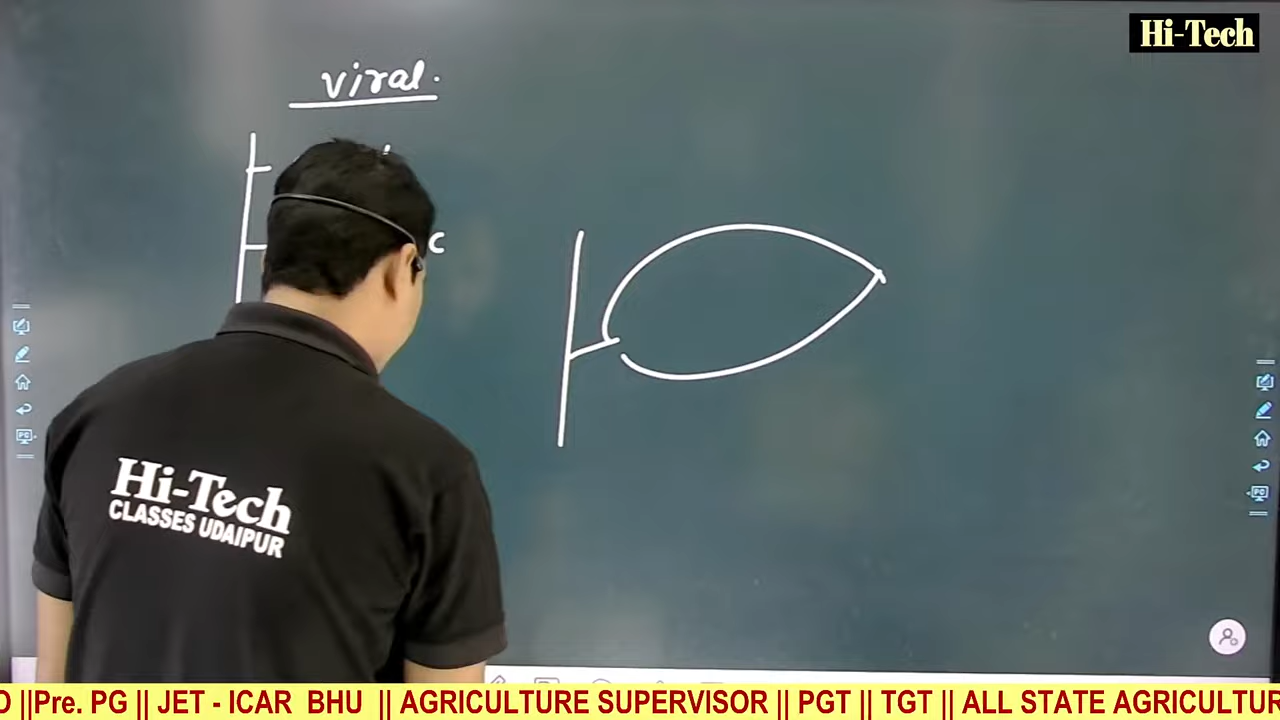 Hi-Tech
viral.
c
Hi-Tech
CLASSES UDAIPUR
||Pre. PG || JET - ICAR BHU || AGRICULTURE SUPERVISOR || PGT || TGT || ALL STATE AGRICULTUR